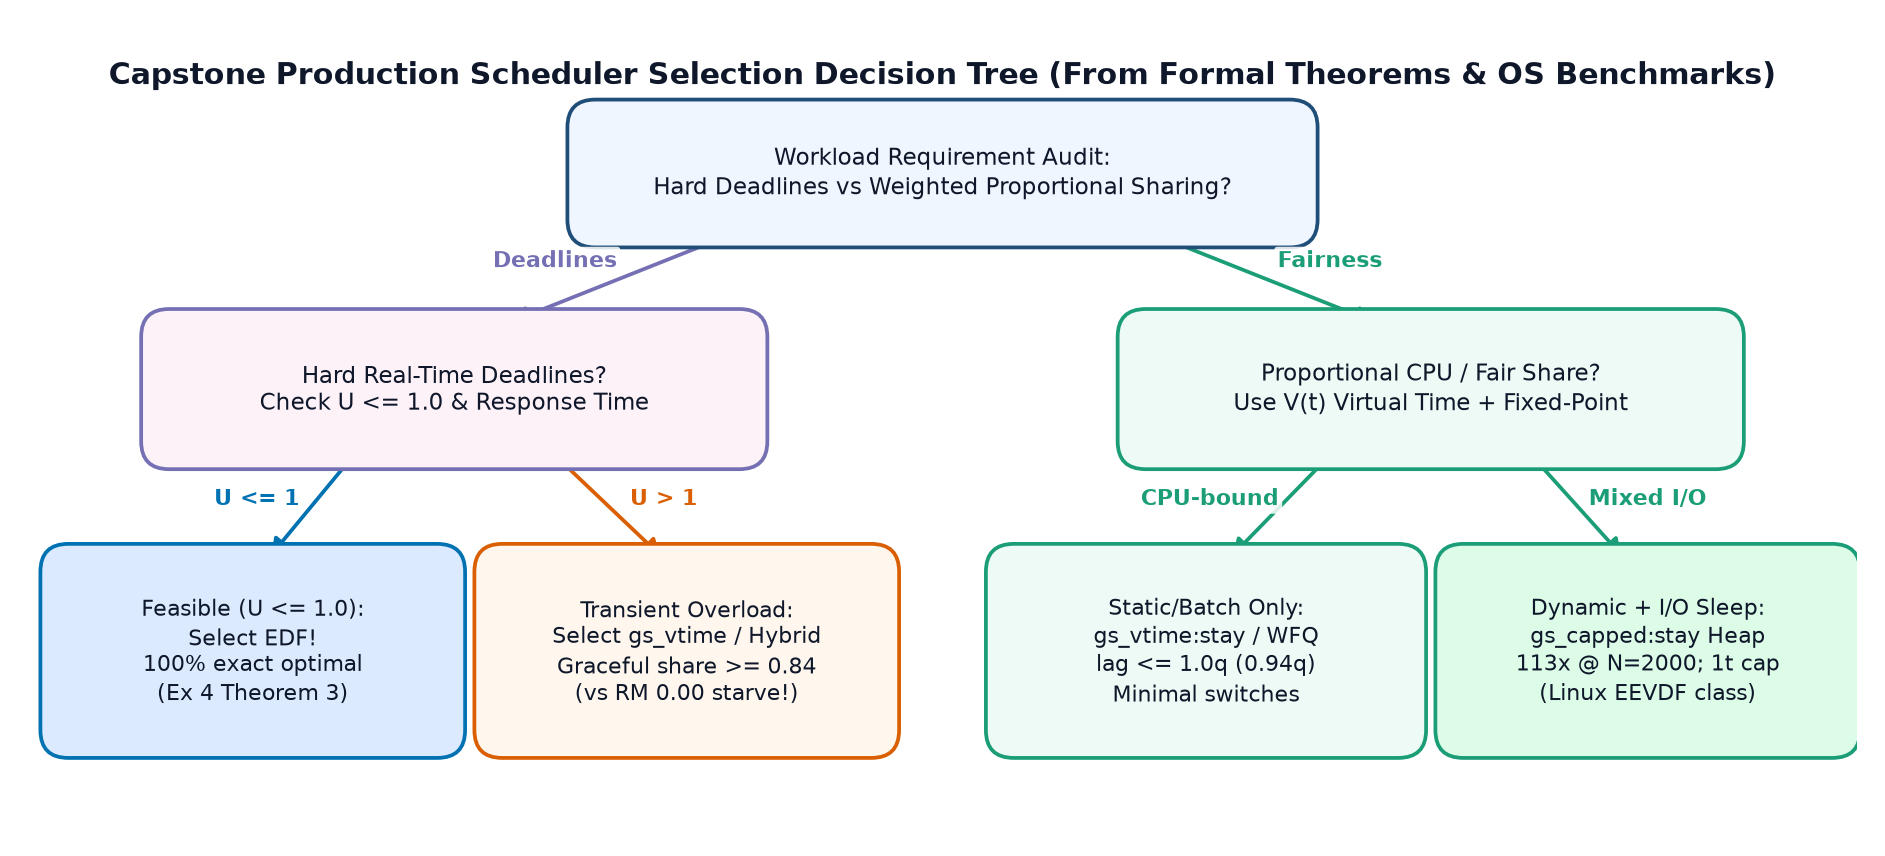 Capstone Production Scheduler Selection Decision Tree (From Formal Theorems & OS Benchmarks)
Workload Requirement Audit:
Hard Deadlines vs Weighted Proportional Sharing?
Deadlines
Fairness
Hard Real-Time Deadlines?
Check U <= 1.0 & Response Time
Proportional CPU / Fair Share?
Use V(t) Virtual Time + Fixed-Point
U <= 1
U > 1
CPU-bound
Mixed I/O
Feasible (U <= 1.0):
Select EDF!
100% exact optimal
(Ex 4 Theorem 3)
Transient Overload:
Select gs_vtime / Hybrid
Graceful share >= 0.84
(vs RM 0.00 starve!)
Static/Batch Only:
gs_vtime:stay / WFQ
lag <= 1.0q (0.94q)
Minimal switches
Dynamic + I/O Sleep:
gs_capped:stay Heap
113x @ N=2000; 1t cap
(Linux EEVDF class)